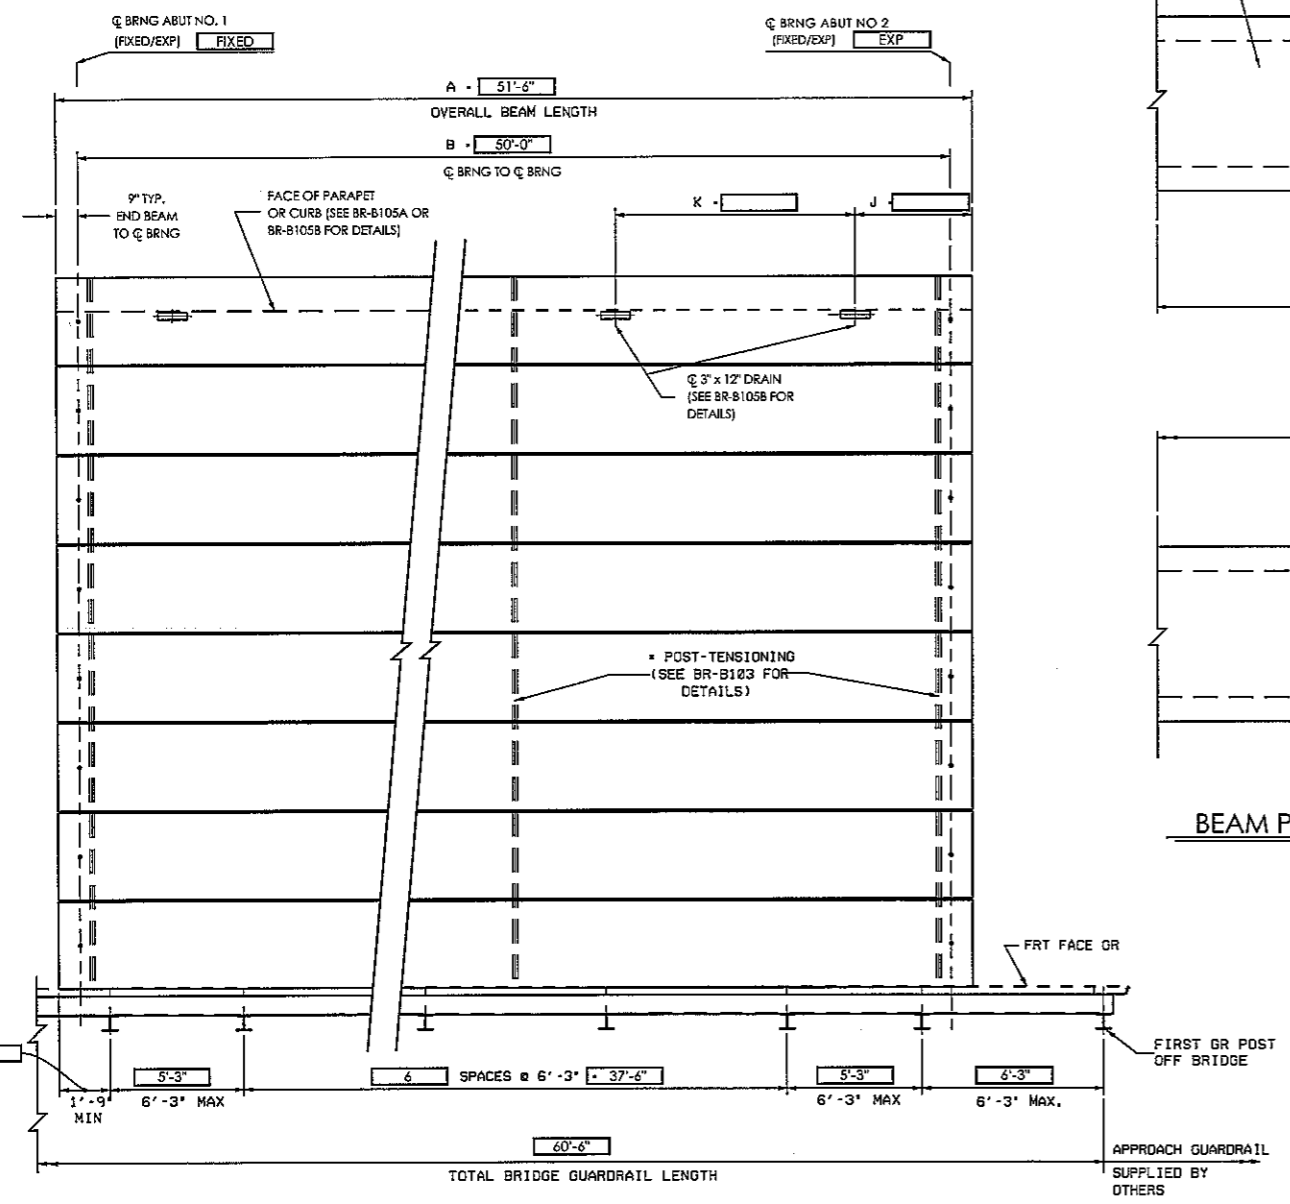 ℄ BRNG ABUT NO. 1
(FIXED/EXP) FIXED
℄ BRNG ABUT NO 2
(FIXED/EXP) EXP
A - 51'-6"
OVERALL BEAM LENGTH
B - 50'-0"
℄ BRNG TO ℄ BRNG
9" TYP.
END BEAM
TO ℄ BRNG
FACE OF PARAPET
OR CURB (SEE BR-B105A OR
BR-B105B FOR DETAILS)
K -
J -
℄ 3" x 12" DRAIN
(SEE BR-B105B FOR
DETAILS)
* POST-TENSIONING
(SEE BR-B103 FOR
DETAILS)
BEAM P
FRT FACE GR
FIRST GR POST
OFF BRIDGE
1'-9"
MIN
5'-3"
6'-3" MAX
6 SPACES @ 6'-3" = 37'-6"
5'-3"
6'-3" MAX
6'-3"
6'-3" MAX.
60'-6"
TOTAL BRIDGE GUARDRAIL LENGTH
APPROACH GUARDRAIL
SUPPLIED BY
OTHERS